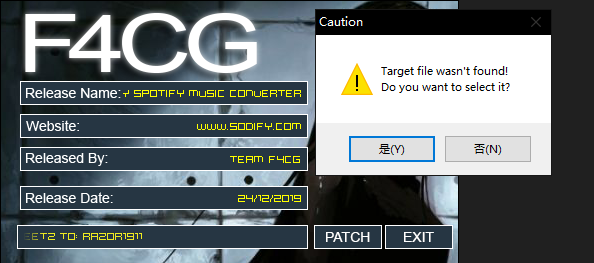 F4CG
Caution
Target file wasn't found!
Do you want to select it?
是(Y)
否(N)
Release Name: Y SPOTIFY MUSIC CONVERTER
Website: WWW.SODIFY.COM
Released By: TEAM F4CG
Release Date: 24/12/2019
EETZ TO: RAZOR1911
PATCH
EXIT